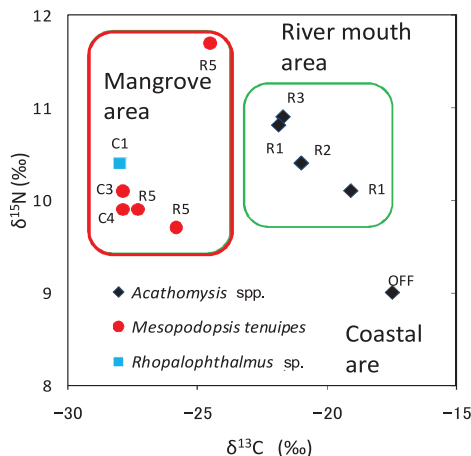 12
11
10
9
8
δ15N (‰)
−30
−25
−20
−15
δ13C (‰)
River mouth
area
Mangrove
area
R5
C1
C3
C4
R5
R5
R3
R1
R2
R1
OFF
Coastal
are
Acathomysis spp.
Mesopodopsis tenuipes
Rhopalophthalmus sp.